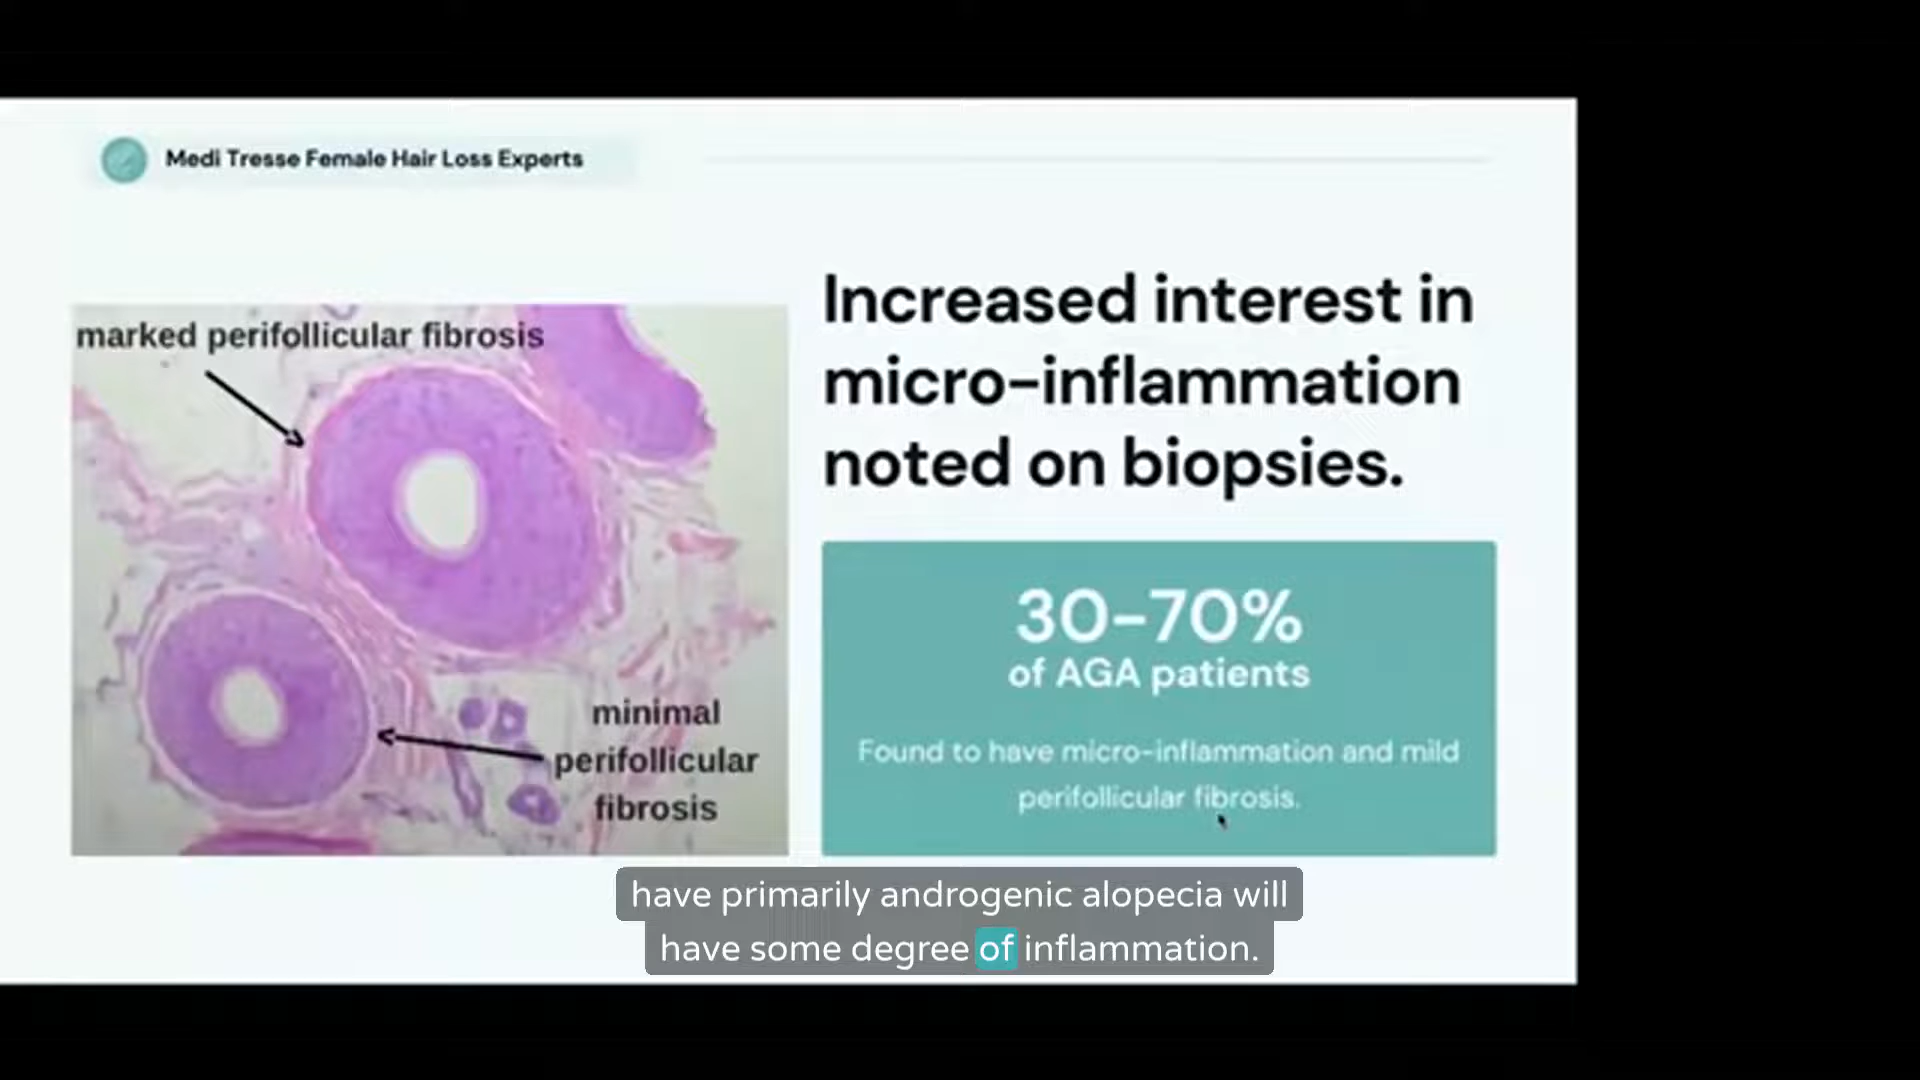 Medi Tresse Female Hair Loss Experts
marked perifollicular fibrosis
minimal
perifollicular
fibrosis
Increased interest in
micro-inflammation
noted on biopsies.
30-70%
of AGA patients
Found to have micro-inflammation and mild
perifollicular fibrosis.
have primarily androgenic alopecia will
have some degree of inflammation.